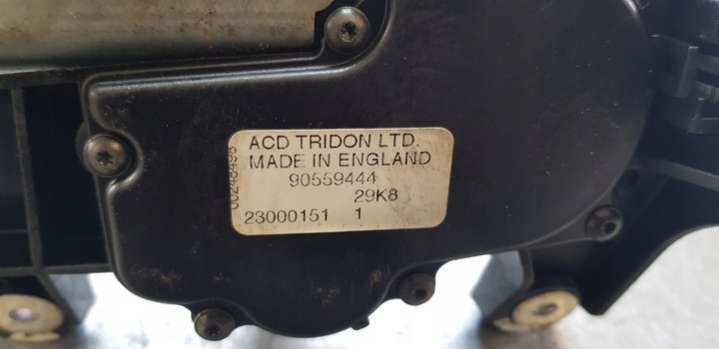 ACD TRIDON LTD.
MADE IN ENGLAND
90559444
29K8
23000151 1